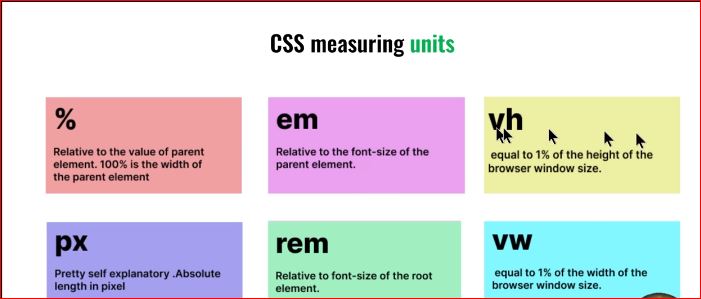 CSS measuring units
%
Relative to the value of parent
element. 100% is the width of
the parent element
em
Relative to the font-size of the
parent element.
vh
equal to 1% of the height of the
browser window size.
px
Pretty self explanatory .Absolute
length in pixel
rem
Relative to font-size of the root
element.
vw
equal to 1% of the width of the
browser window size.